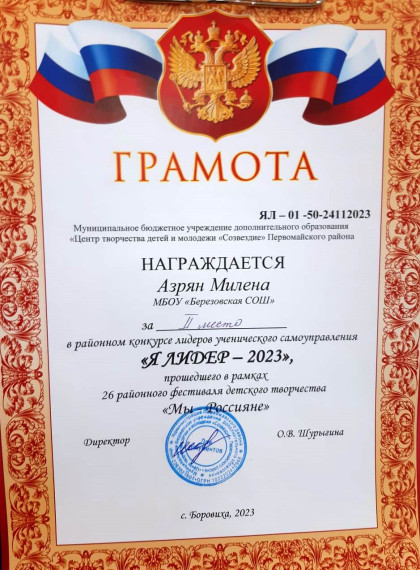 ГРАМОТА
ЯЛ – 01 -50-24112023
Муниципальное бюджетное учреждение дополнительного образования
«Центр творчества детей и молодежи «Созвездие» Первомайского района
НАГРАЖДАЕТСЯ
Азрян Милена
МБОУ «Березовская СОШ»
за II место
в районном конкурсе лидеров ученического самоуправления
«Я ЛИДЕР – 2023»,
прошедшего в рамках
26 районного фестиваля детского творчества
«Мы - Россияне»
Директор О.В. Шурыгина
с. Боровиха, 2023